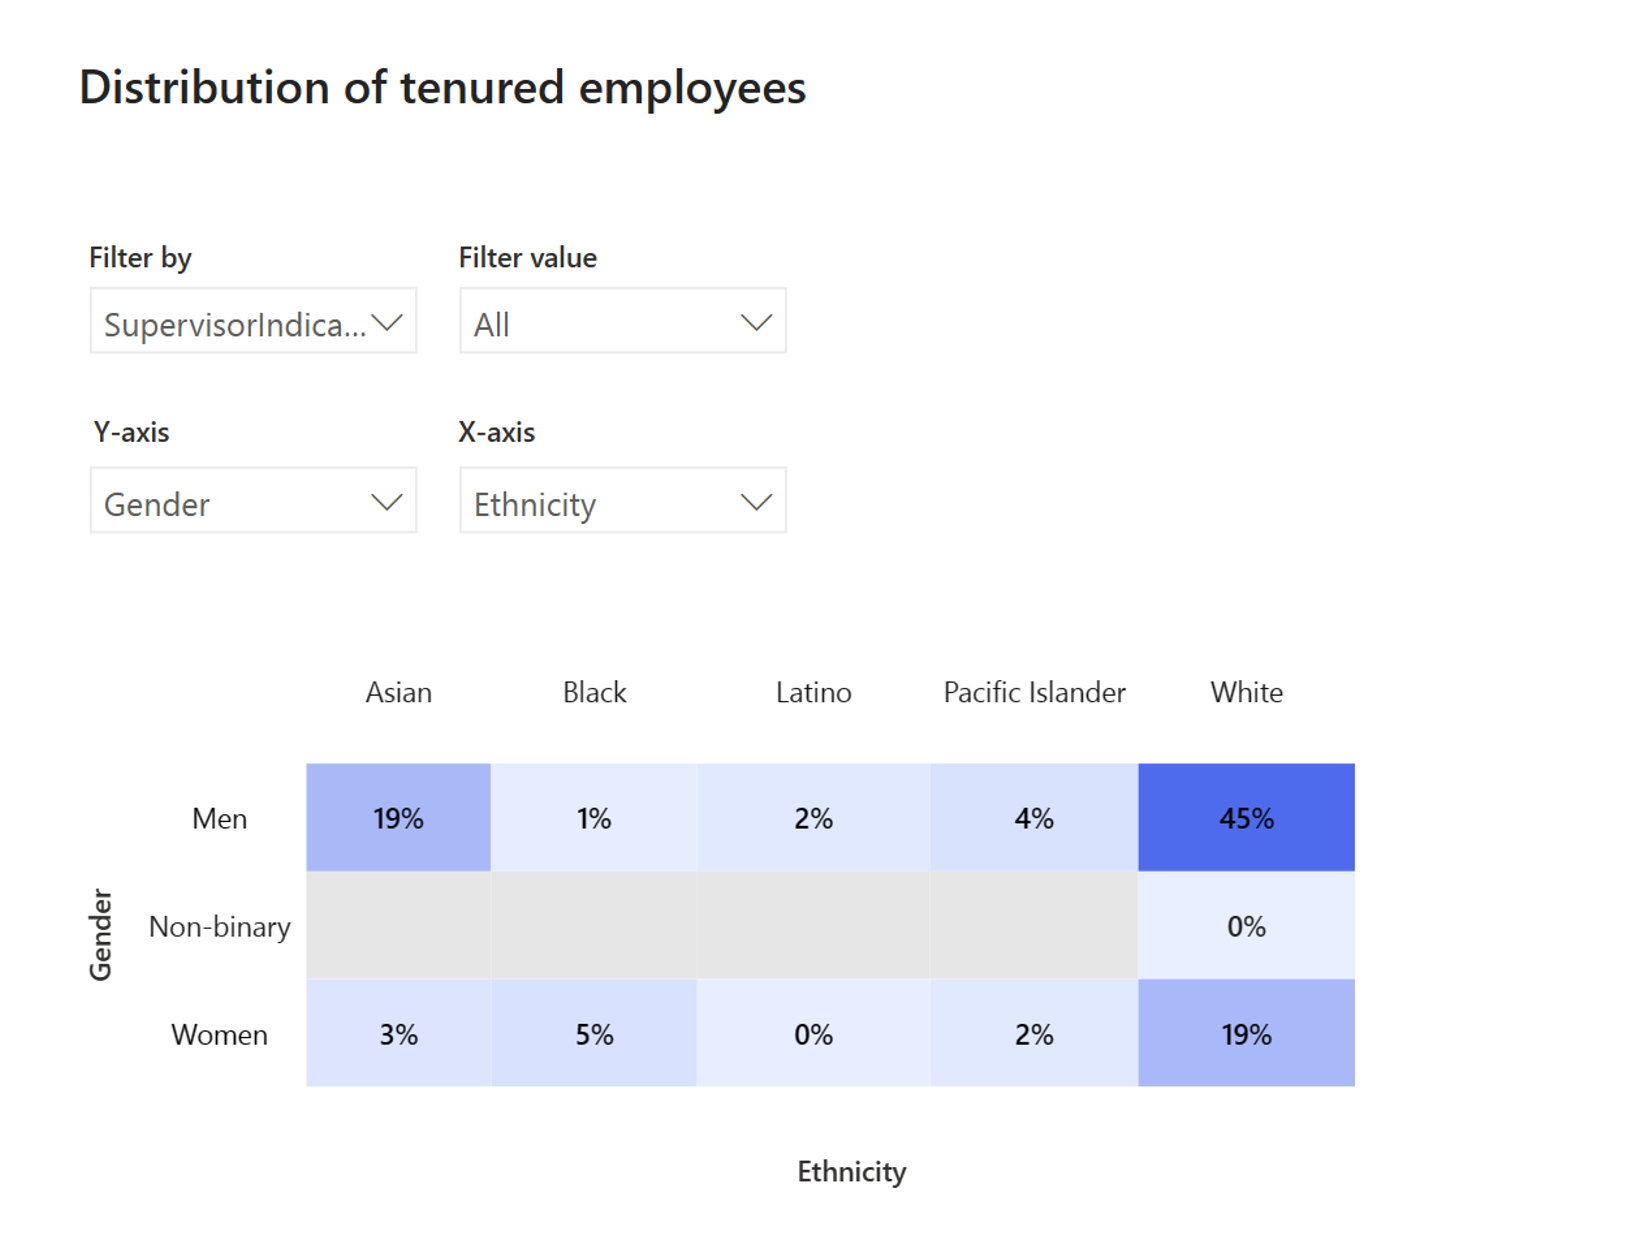 Distribution of tenured employees
Filter by Filter value
SupervisorIndica... All
Y-axis X-axis
Gender Ethnicity
Asian Black Latino Pacific Islander White
Men 19% 1% 2% 4% 45%
Gender
Non-binary 0%
Women 3% 5% 0% 2% 19%
Ethnicity